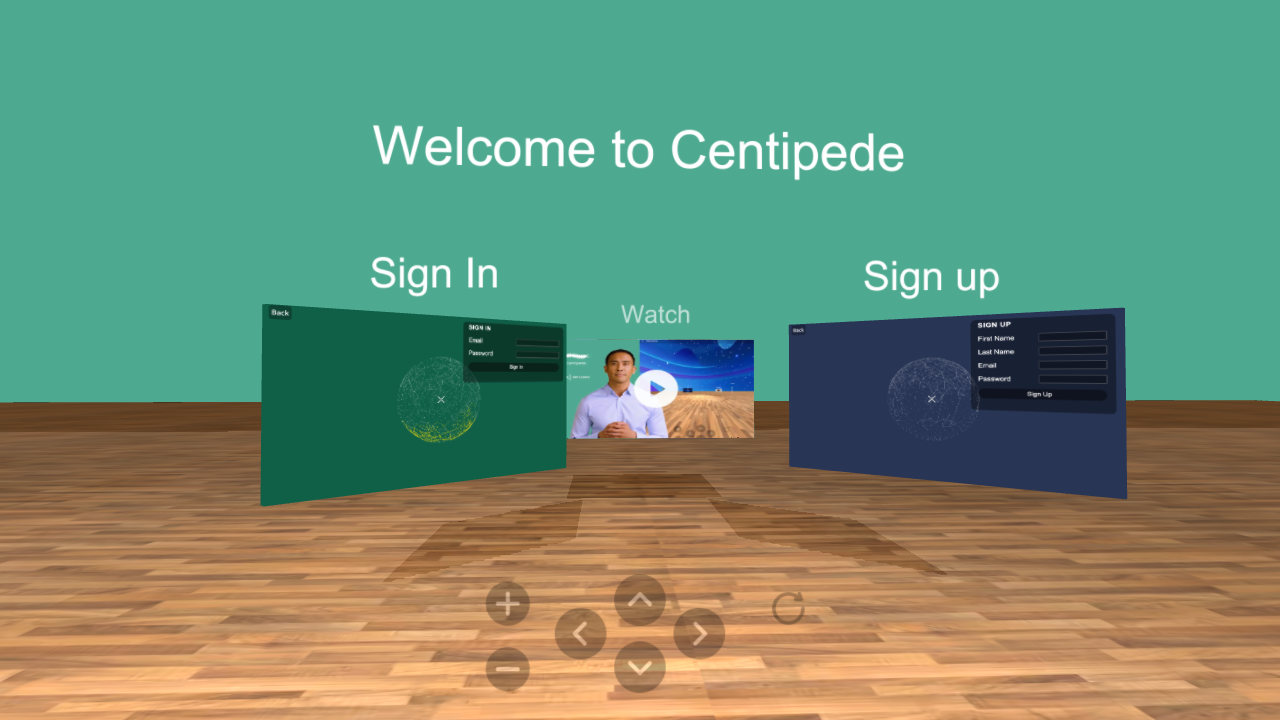 Welcome to Centipede
Sign In
Sign up
Watch
Back
SIGN IN
Email
Password
Sign In
Back
SIGN UP
First Name
Last Name
Email
Password
Sign Up